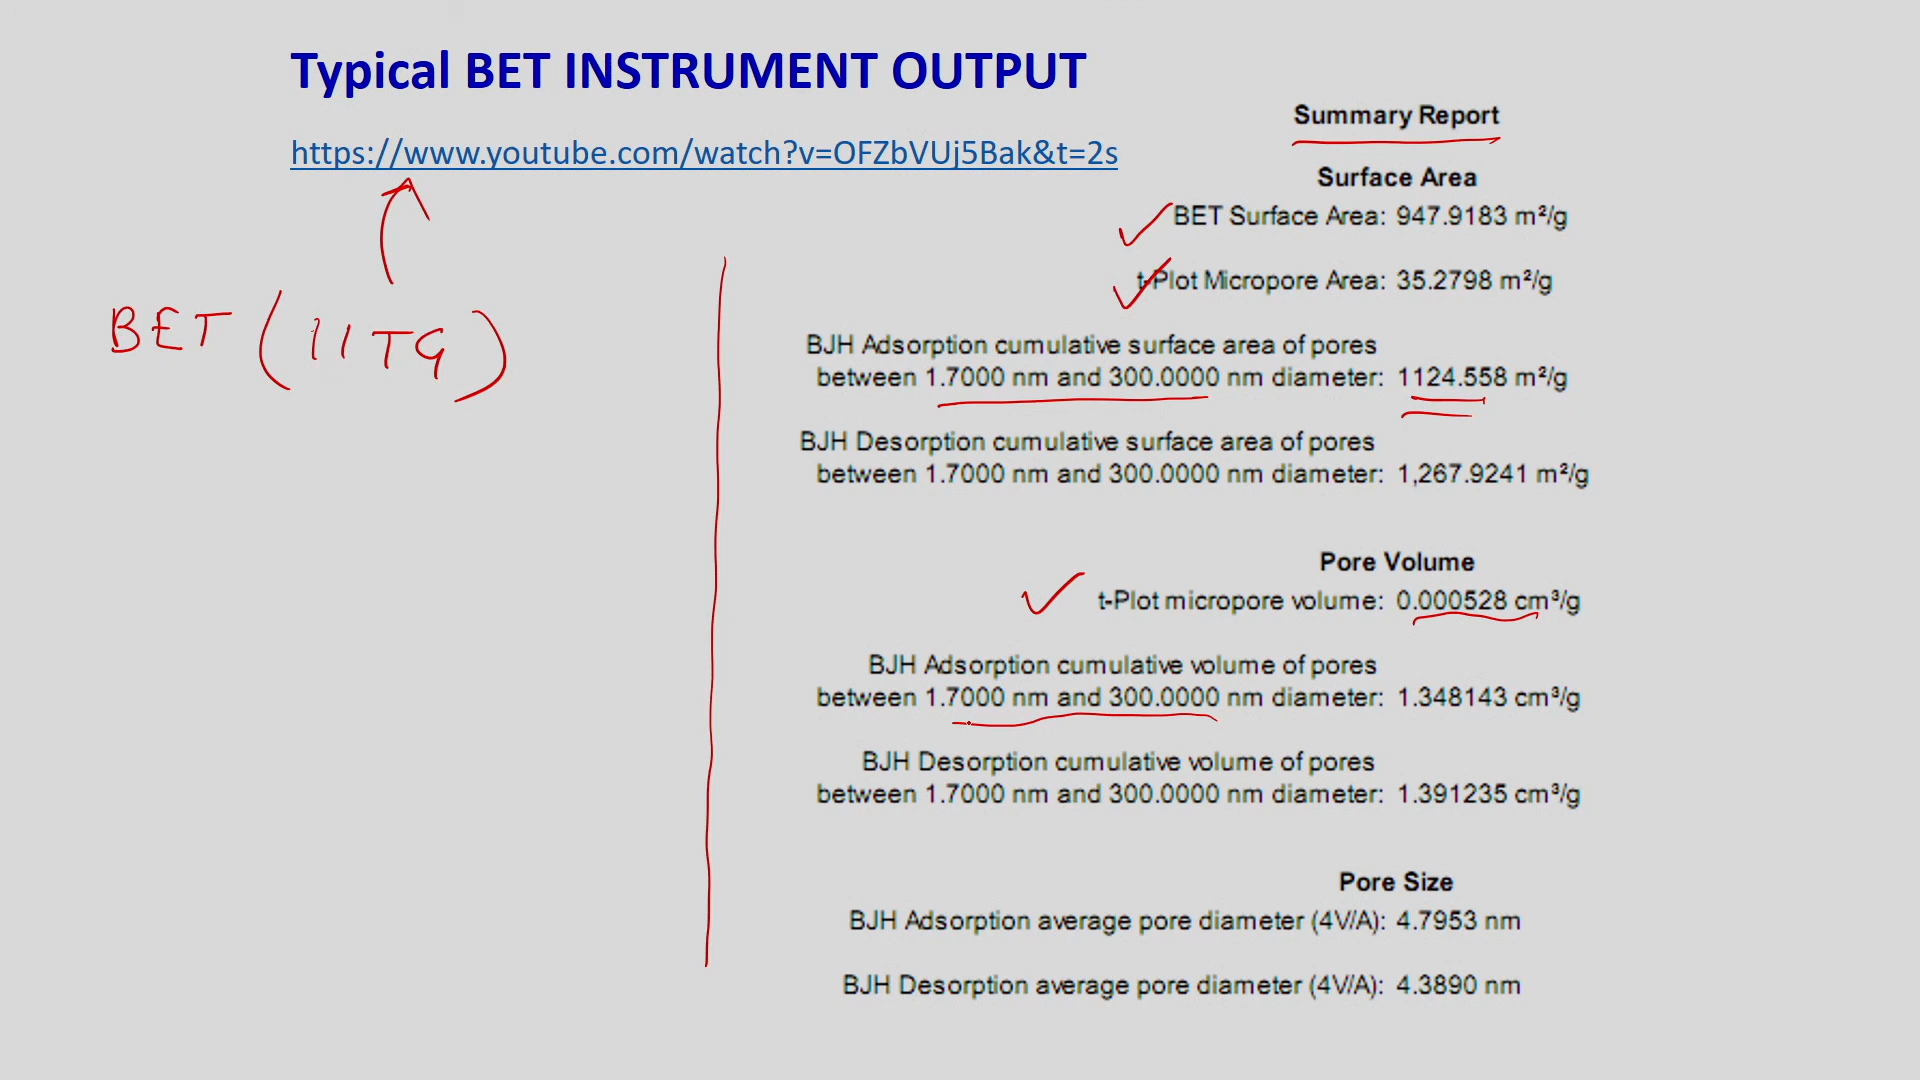 Typical BET INSTRUMENT OUTPUT
https://www.youtube.com/watch?v=OFZbVUj5Bak&t=2s
BET (IITG)
Summary Report
Surface Area
BET Surface Area: 947.9183 m²/g
t-Plot Micropore Area: 35.2798 m²/g
BJH Adsorption cumulative surface area of pores
between 1.7000 nm and 300.0000 nm diameter: 1124.558 m²/g
BJH Desorption cumulative surface area of pores
between 1.7000 nm and 300.0000 nm diameter: 1,267.9241 m²/g
Pore Volume
t-Plot micropore volume: 0.000528 cm³/g
BJH Adsorption cumulative volume of pores
between 1.7000 nm and 300.0000 nm diameter: 1.348143 cm³/g
BJH Desorption cumulative volume of pores
between 1.7000 nm and 300.0000 nm diameter: 1.391235 cm³/g
Pore Size
BJH Adsorption average pore diameter (4V/A): 4.7953 nm
BJH Desorption average pore diameter (4V/A): 4.3890 nm